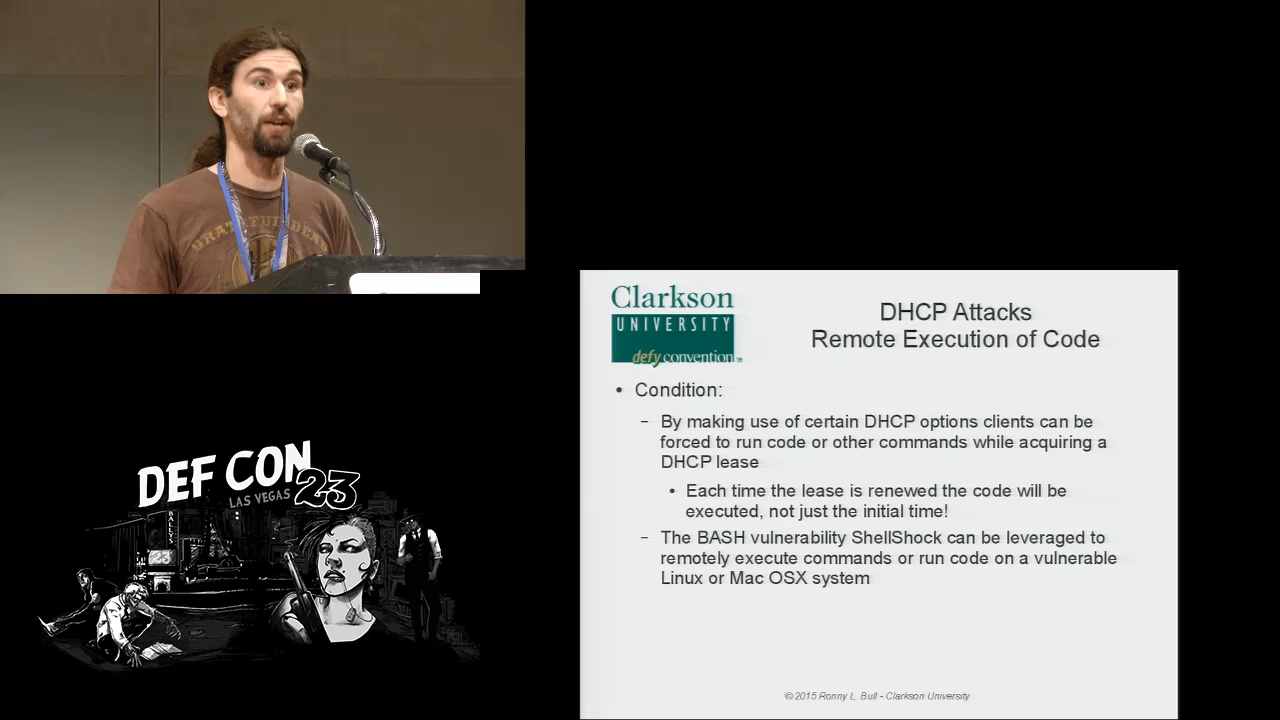 GRATEFUL DEAD
Clarkson
UNIVERSITY
defy convention™
DHCP Attacks
Remote Execution of Code
• Condition:
– By making use of certain DHCP options clients can be
forced to run code or other commands while acquiring a
DHCP lease
• Each time the lease is renewed the code will be
executed, not just the initial time!
– The BASH vulnerability ShellShock can be leveraged to
remotely execute commands or run code on a vulnerable
Linux or Mac OSX system
© 2015 Ronny L. Bull - Clarkson University
DEF CON
LAS VEGAS 23
BALLY'S